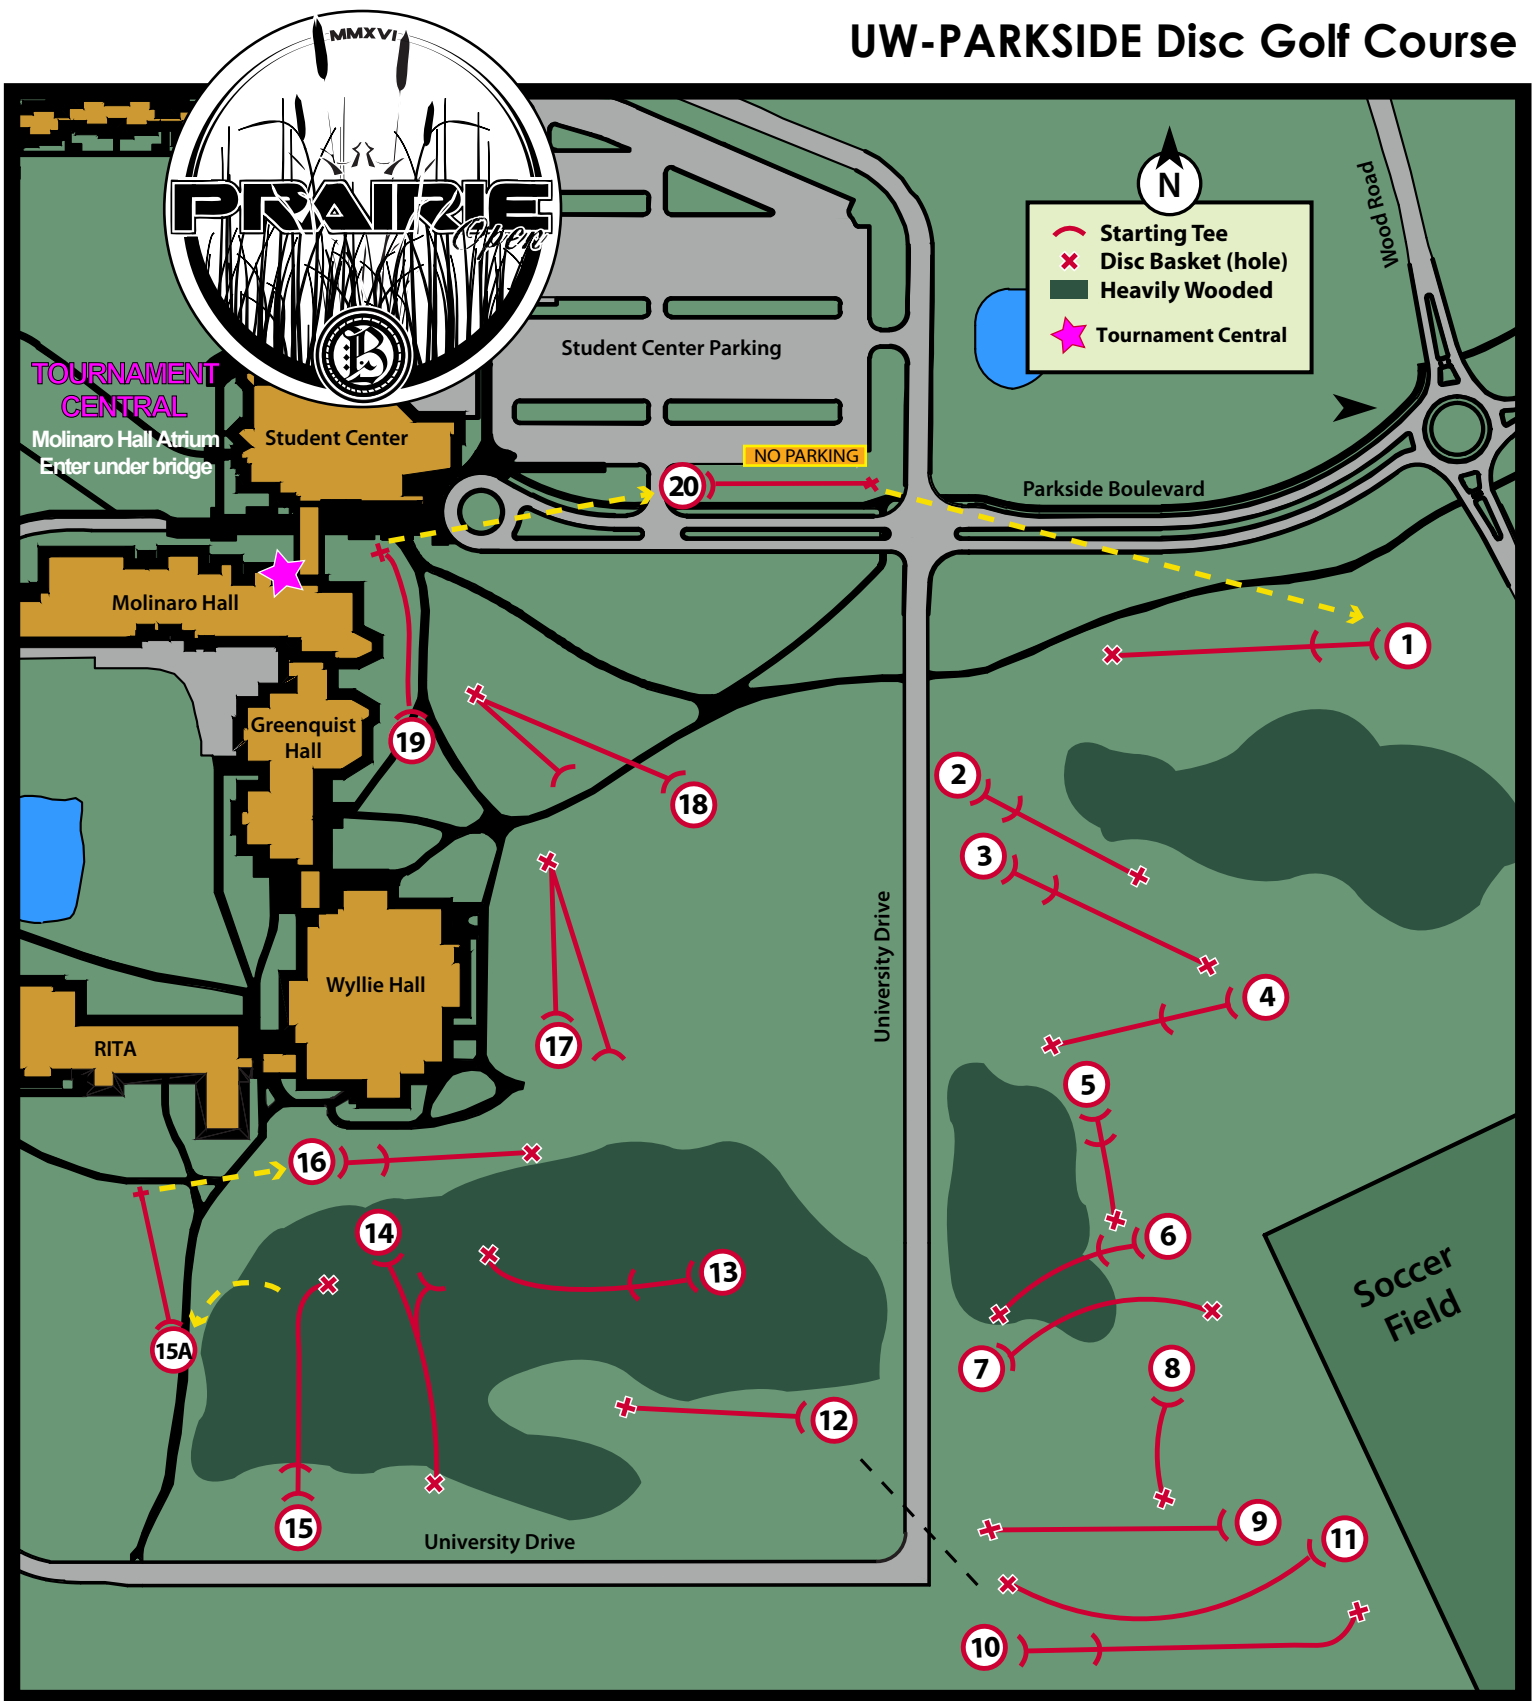 UW-PARKSIDE Disc Golf Course
MMXVI
PRAIRIE
Open
B
N
Starting Tee
Disc Basket (hole)
Heavily Wooded
Tournament Central
Wood Road
Student Center Parking
TOURNAMENT
CENTRAL
Molinaro Hall Atrium
Enter under bridge
Student Center
NO PARKING
20
Parkside Boulevard
Molinaro Hall
1
Greenquist
Hall
19
18
2
3
University Drive
Wyllie Hall
4
17
RITA
5
16
14
13
6
Soccer
Field
15A
7
8
12
15
9
11
University Drive
10